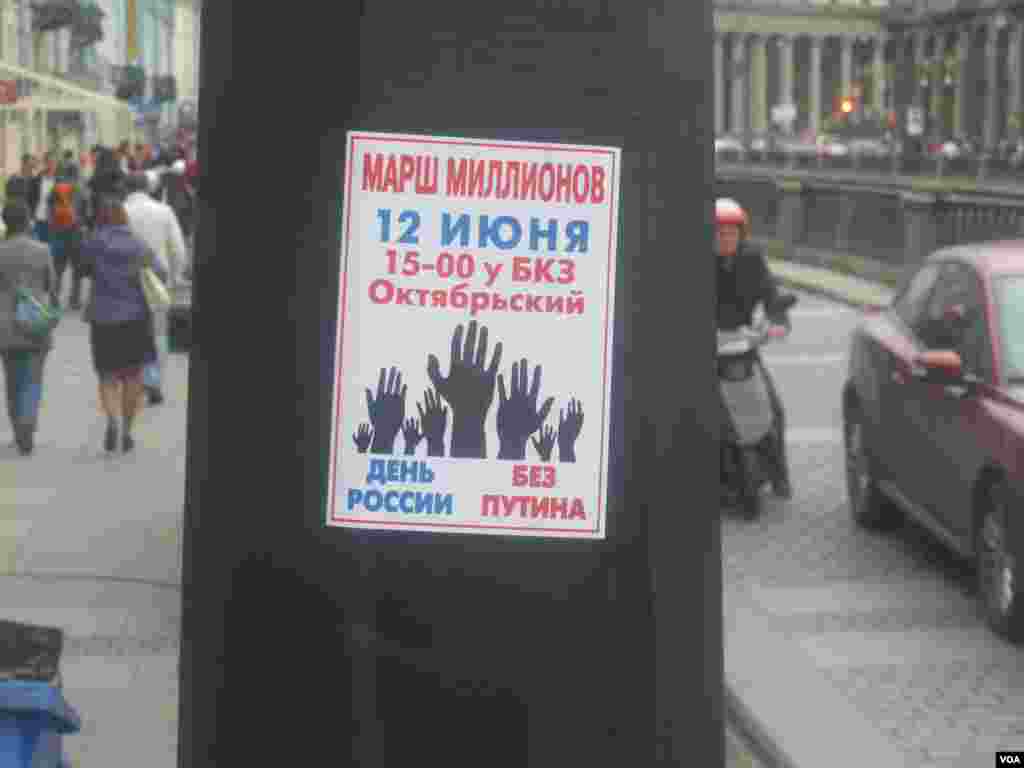 МАРШ МИЛЛИОНОВ
12 ИЮНЯ
15-00 у БКЗ
Октябрьский
ДЕНЬ
РОССИИ
БЕЗ
ПУТИНА
VOA